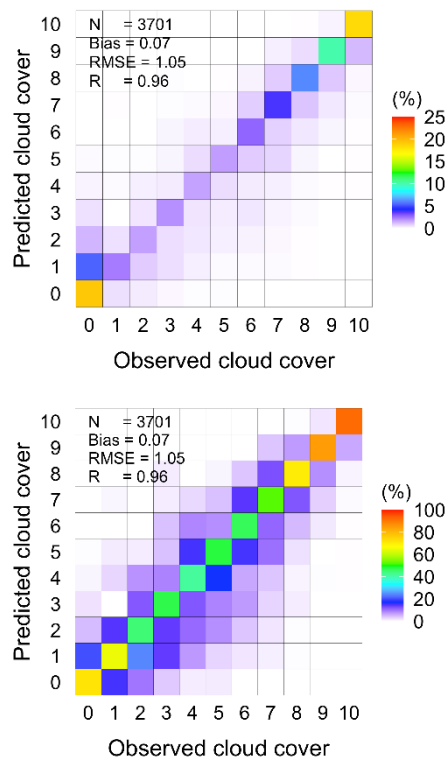 10
9
8
7
6
5
4
3
2
1
0
Predicted cloud cover
N = 3701
Bias = 0.07
RMSE = 1.05
R = 0.96
(%)
25
20
15
10
5
0
0 1 2 3 4 5 6 7 8 9 10
Observed cloud cover
10
9
8
7
6
5
4
3
2
1
0
Predicted cloud cover
N = 3701
Bias = 0.07
RMSE = 1.05
R = 0.96
(%)
100
80
60
40
20
0
0 1 2 3 4 5 6 7 8 9 10
Observed cloud cover